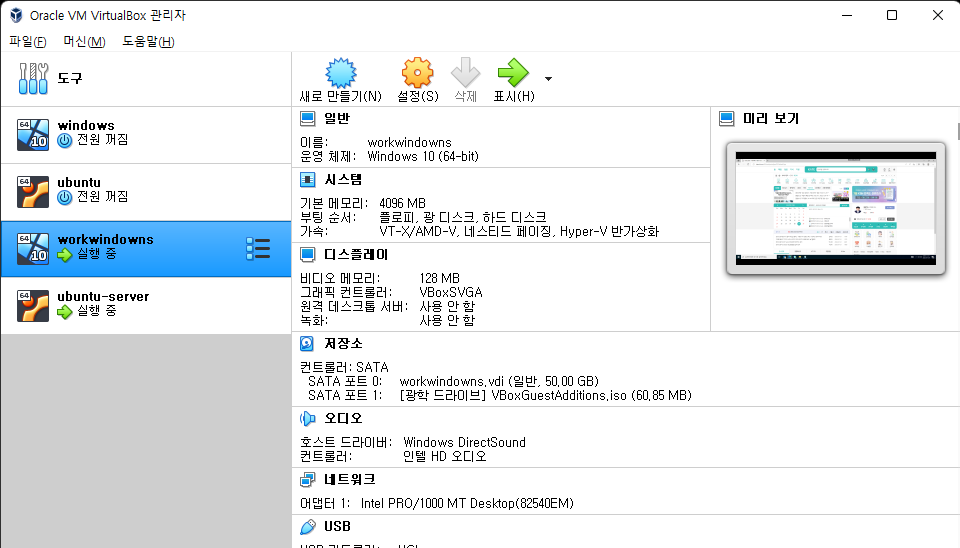 Oracle VM VirtualBox 관리자
파일(F) 머신(M) 도움말(H)
도구
새로 만들기(N) 설정(S) 삭제 표시(H)
64 10 windows
전원 꺼짐
64 ubuntu
전원 꺼짐
64 10 workwindowns
실행 중
64 ubuntu-server
실행 중
일반
이름: workwindowns
운영 체제: Windows 10 (64-bit)
시스템
기본 메모리: 4096 MB
부팅 순서: 플로피, 광 디스크, 하드 디스크
가속: VT-X/AMD-V, 네스티드 페이징, Hyper-V 반가상화
디스플레이
비디오 메모리: 128 MB
그래픽 컨트롤러: VBoxSVGA
원격 데스크톱 서버: 사용 안 함
녹화: 사용 안 함
미리 보기
저장소
컨트롤러: SATA
SATA 포트 0: workwindowns.vdi (일반, 50,00 GB)
SATA 포트 1: [광학 드라이브] VBoxGuestAdditions.iso (60,85 MB)
오디오
호스트 드라이버: Windows DirectSound
컨트롤러: 인텔 HD 오디오
네트워크
어댑터 1: Intel PRO/1000 MT Desktop(82540EM)
USB